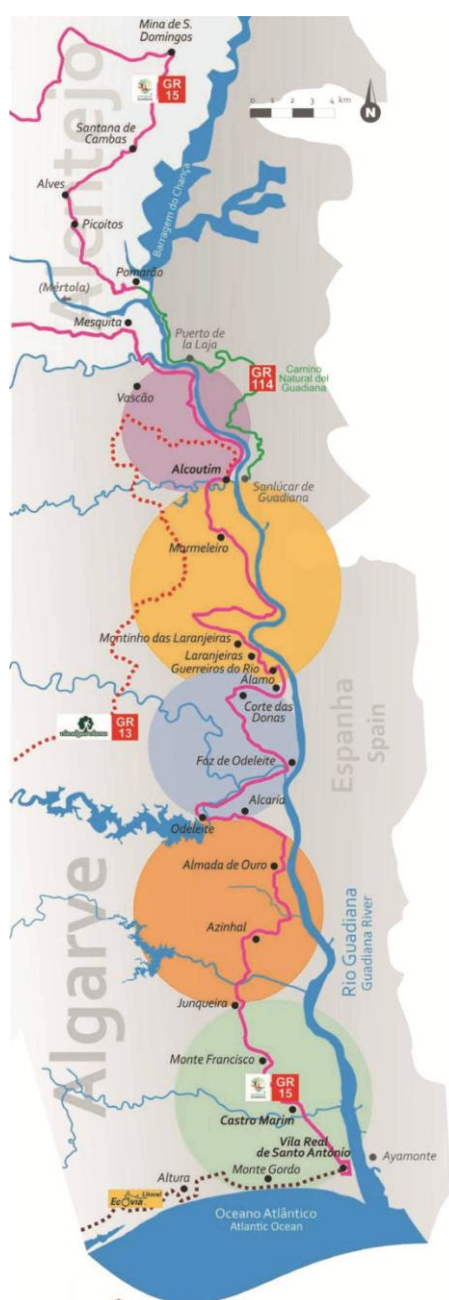 Mina de S.
Domingos
GR
15
0 1 2 3 4 km
N
Alentejo
Santana de
Cambas
Barragem do Chança
Alves
Picoitos
Pomarão
(Mértola)
Mesquita
Puerto de
la Laja
GR
114
Camino
Natural del
Guadiana
Vascão
Alcoutim
Sanlúcar de
Guadiana
Marmeleiro
Montinho das Laranjeiras
Laranjeiras
Guerreiros do Rio
Álamo
Corte das
Donas
Espanha
Spain
GR
13
Foz de Odeleite
Alcaria
Odeleite
Almada de Ouro
Algarve
Azinhal
Rio Guadiana
Guadiana River
Junqueira
Monte Francisco
GR
15
Castro Marim
Vila Real
de Santo António
Ayamonte
Monte Gordo
Altura
Litoral
EcOvia
Oceano Atlântico
Atlantic Ocean